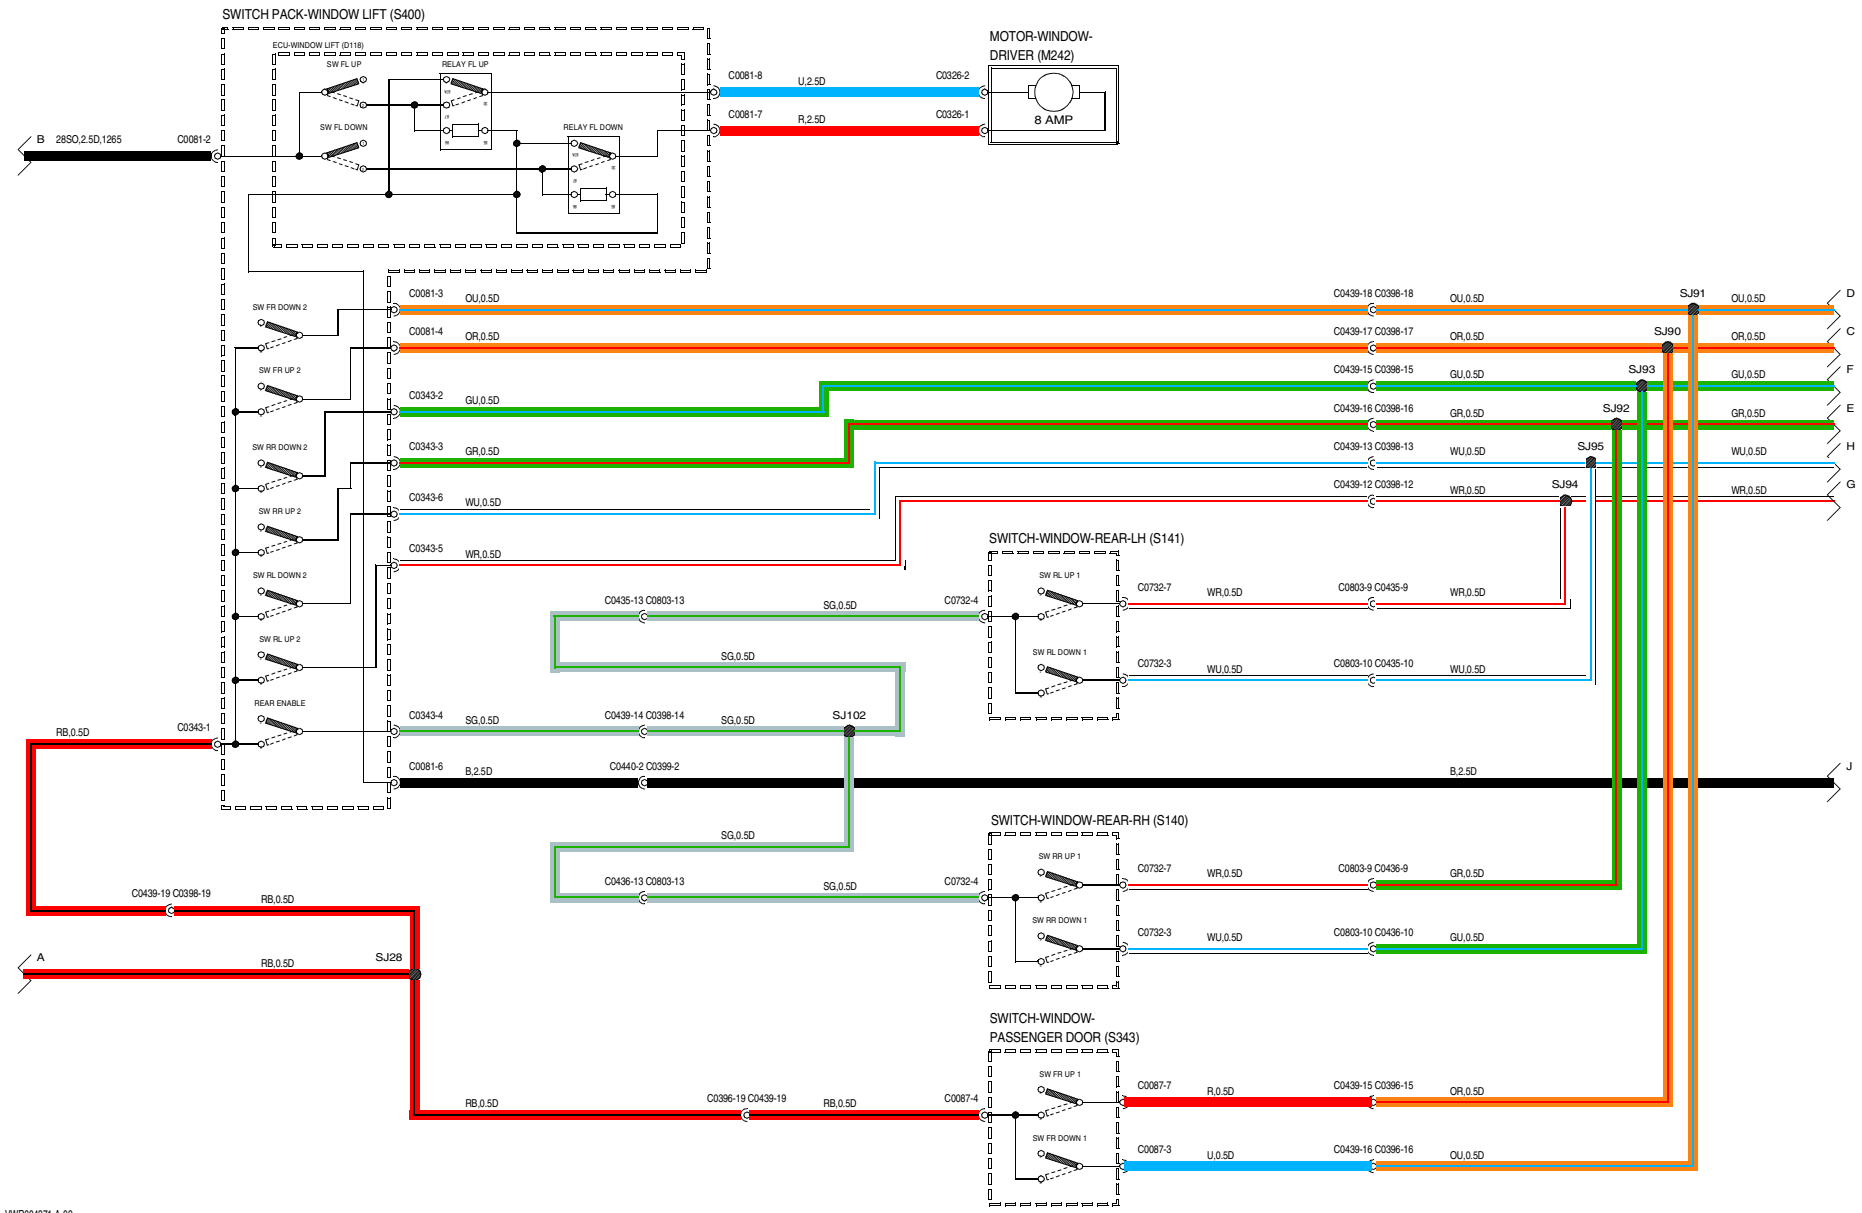 SWITCH PACK-WINDOW LIFT (S400)
ECU-WINDOW LIFT (D118)
SW FL UP
RELAY FL UP
SW FL DOWN
RELAY FL DOWN
MOTOR-WINDOW-
DRIVER (M242)
8 AMP
C0081-8
U,2.5D
C0326-2
C0081-7
R,2.5D
C0326-1
B
28SO,2.5D,1265
C0081-2
SW FR DOWN 2
C0081-3
OU,0.5D
C0439-18 C0398-18
OU,0.5D
SJ91
OU,0.5D
D
C0081-4
OR,0.5D
C0439-17 C0398-17
OR,0.5D
SJ90
OR,0.5D
C
SW FR UP 2
C0343-2
GU,0.5D
C0439-15 C0398-15
GU,0.5D
SJ93
GU,0.5D
F
SW RR DOWN 2
C0343-3
GR,0.5D
C0439-16 C0398-16
GR,0.5D
SJ92
GR,0.5D
E
C0439-13 C0398-13
WU,0.5D
SJ95
WU,0.5D
H
SW RR UP 2
C0343-6
WU,0.5D
C0439-12 C0398-12
WR,0.5D
SJ94
WR,0.5D
G
C0343-5
WR,0.5D
SW RL DOWN 2
SW RL UP 2
REAR ENABLE
SWITCH-WINDOW-REAR-LH (S141)
SW RL UP 1
SW RL DOWN 1
C0435-13 C0803-13
SG,0.5D
C0732-4
C0732-7
WR,0.5D
C0803-9 C0435-9
WR,0.5D
SG,0.5D
C0732-3
WU,0.5D
C0803-10 C0435-10
WU,0.5D
RB,0.5D
C0343-1
C0343-4
SG,0.5D
C0439-14 C0398-14
SG,0.5D
SJ102
C0081-6
B,2.5D
C0440-2 C0399-2
B,2.5D
J
SG,0.5D
SWITCH-WINDOW-REAR-RH (S140)
SW RR UP 1
SW RR DOWN 1
C0436-13 C0803-13
SG,0.5D
C0732-4
C0732-7
WR,0.5D
C0803-9 C0436-9
GR,0.5D
C0732-3
WU,0.5D
C0803-10 C0436-10
GU,0.5D
C0439-19 C0398-19
RB,0.5D
A
RB,0.5D
SJ28
SWITCH-WINDOW-
PASSENGER DOOR (S343)
SW FR UP 1
SW FR DOWN 1
RB,0.5D
C0396-19 C0439-19
RB,0.5D
C0087-4
C0087-7
R,0.5D
C0439-15 C0396-15
OR,0.5D
C0087-3
U,0.5D
C0439-16 C0396-16
OU,0.5D